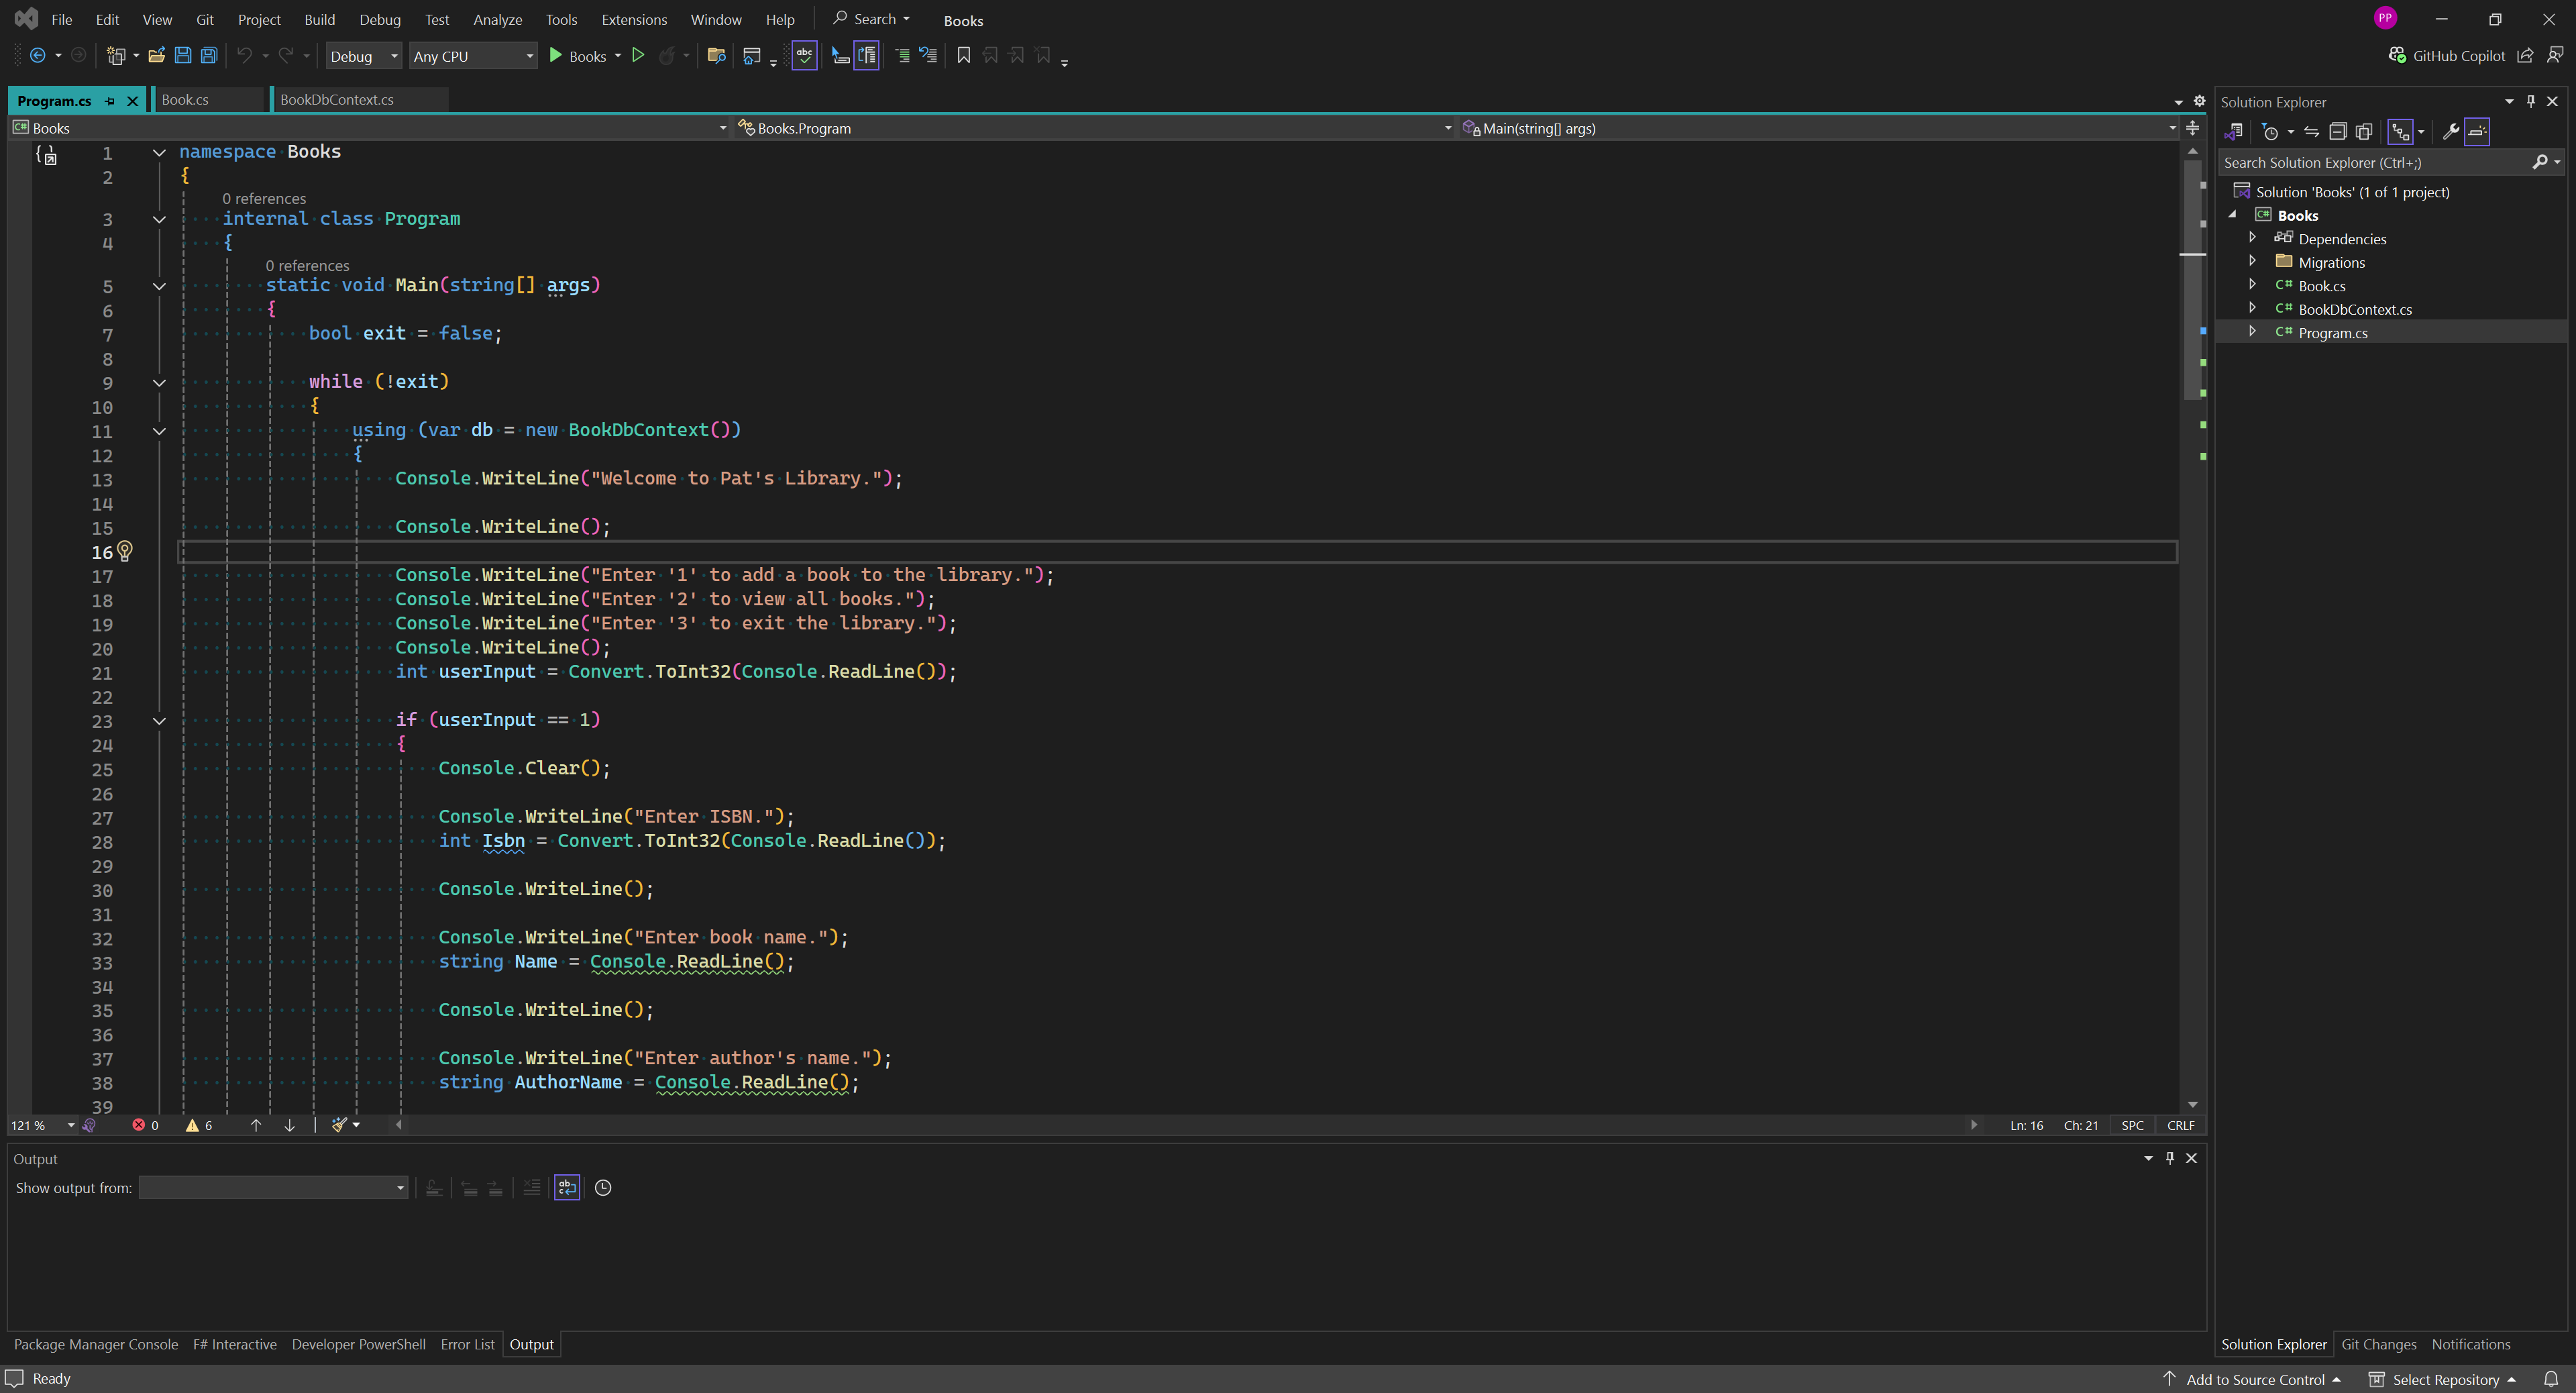 File Edit View Git Project Build Debug Test Analyze Tools Extensions Window Help Search Books PP
Debug Any CPU Books abc GitHub Copilot
Program.cs Book.cs BookDbContext.cs
C# Books Books.Program Main(string[] args)
1 namespace Books
2 {
0 references
3 internal class Program
4 {
0 references
5 static void Main(string[] args)
6 {
7 bool exit = false;
8
9 while (!exit)
10 {
11 using (var db = new BookDbContext())
12 {
13 Console.WriteLine("Welcome to Pat's Library.");
14
15 Console.WriteLine();
16
17 Console.WriteLine("Enter '1' to add a book to the library.");
18 Console.WriteLine("Enter '2' to view all books.");
19 Console.WriteLine("Enter '3' to exit the library.");
20 Console.WriteLine();
21 int userInput = Convert.ToInt32(Console.ReadLine());
22
23 if (userInput == 1)
24 {
25 Console.Clear();
26
27 Console.WriteLine("Enter ISBN.");
28 int Isbn = Convert.ToInt32(Console.ReadLine());
29
30 Console.WriteLine();
31
32 Console.WriteLine("Enter book name.");
33 string Name = Console.ReadLine();
34
35 Console.WriteLine();
36
37 Console.WriteLine("Enter author's name.");
38 string AuthorName = Console.ReadLine();
39
121 % 0 6 Ln: 16 Ch: 21 SPC CRLF
Output
Show output from:
Package Manager Console F# Interactive Developer PowerShell Error List Output
Solution Explorer
Search Solution Explorer (Ctrl+;)
Solution 'Books' (1 of 1 project)
C# Books
Dependencies
Migrations
C# Book.cs
C# BookDbContext.cs
C# Program.cs
Solution Explorer Git Changes Notifications
Ready Add to Source Control Select Repository